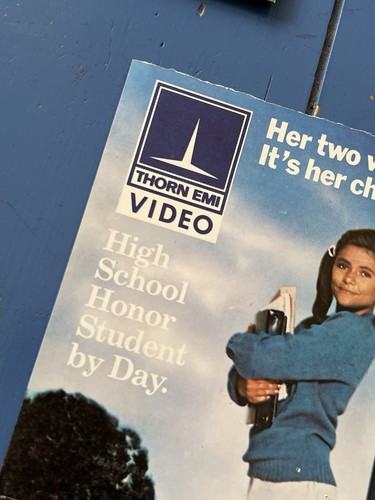 Her two
It's her
THORN EMI
VIDEO
High
School
Honor
Student
by Day.